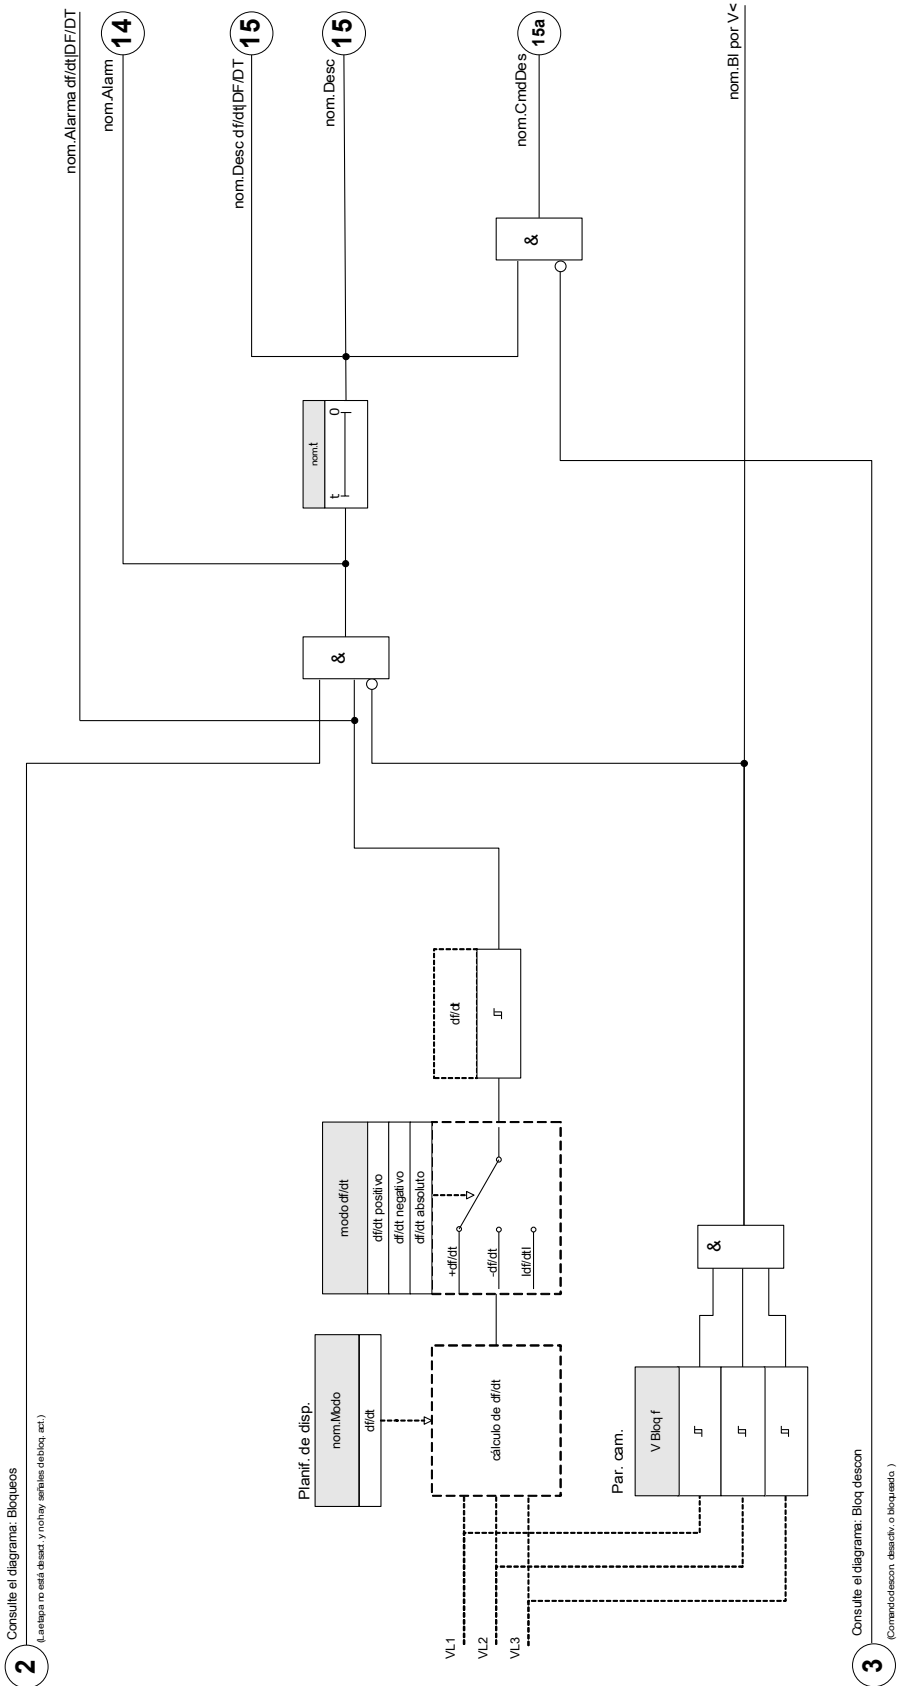 2
Consulte el diagrama: Bloqueos
(La etapa no está desact. y no hay señales de bloq. act.)
nom.Alarma df/dt|DF/DT
nom.Alarm
14
nom.Desc df/dt|DF/DT
15
nom.Desc
15
nom.CmdDes
15a
nom.Bl por V<
Planif. de disp.
nom.Modo
df/dt
cálculo de df/dt
modo df/dt
df/dt positivo
df/dt negativo
df/dt absoluto
+df/dt
-df/dt
|df/dt|
df/dt
&
nom.t
t
0
&
VL1
VL2
VL3
Par. cam.
V Bloq f
&
3
Consulte el diagrama: Bloq descon
(Comando descon. desactiv. o bloqueado. )